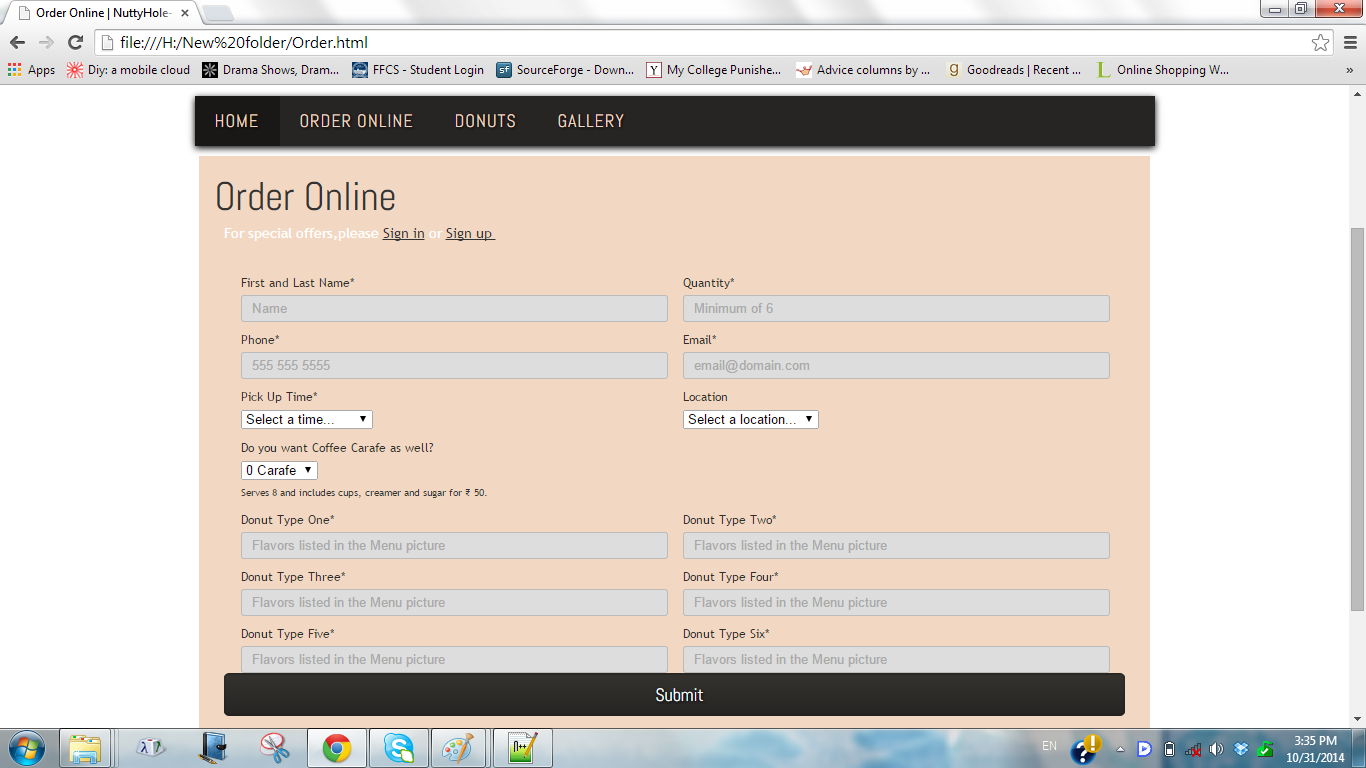 Order Online | NuttyHole-
file:///H:/New%20folder/Order.html
Apps Diy: a mobile cloud Drama Shows, Dram... FFCS - Student Login SourceForge - Down... My College Punishe... Advice columns by ... Goodreads | Recent ... Online Shopping W... »
HOME ORDER ONLINE DONUTS GALLERY
Order Online
For special offers,please Sign in or Sign up
First and Last Name* Quantity*
Name Minimum of 6
Phone* Email*
555 555 5555 email@domain.com
Pick Up Time* Location
Select a time... Select a location...
Do you want Coffee Carafe as well?
0 Carafe
Serves 8 and includes cups, creamer and sugar for ₹ 50.
Donut Type One* Donut Type Two*
Flavors listed in the Menu picture Flavors listed in the Menu picture
Donut Type Three* Donut Type Four*
Flavors listed in the Menu picture Flavors listed in the Menu picture
Donut Type Five* Donut Type Six*
Flavors listed in the Menu picture Flavors listed in the Menu picture
Submit
EN 3:35 PM
10/31/2014